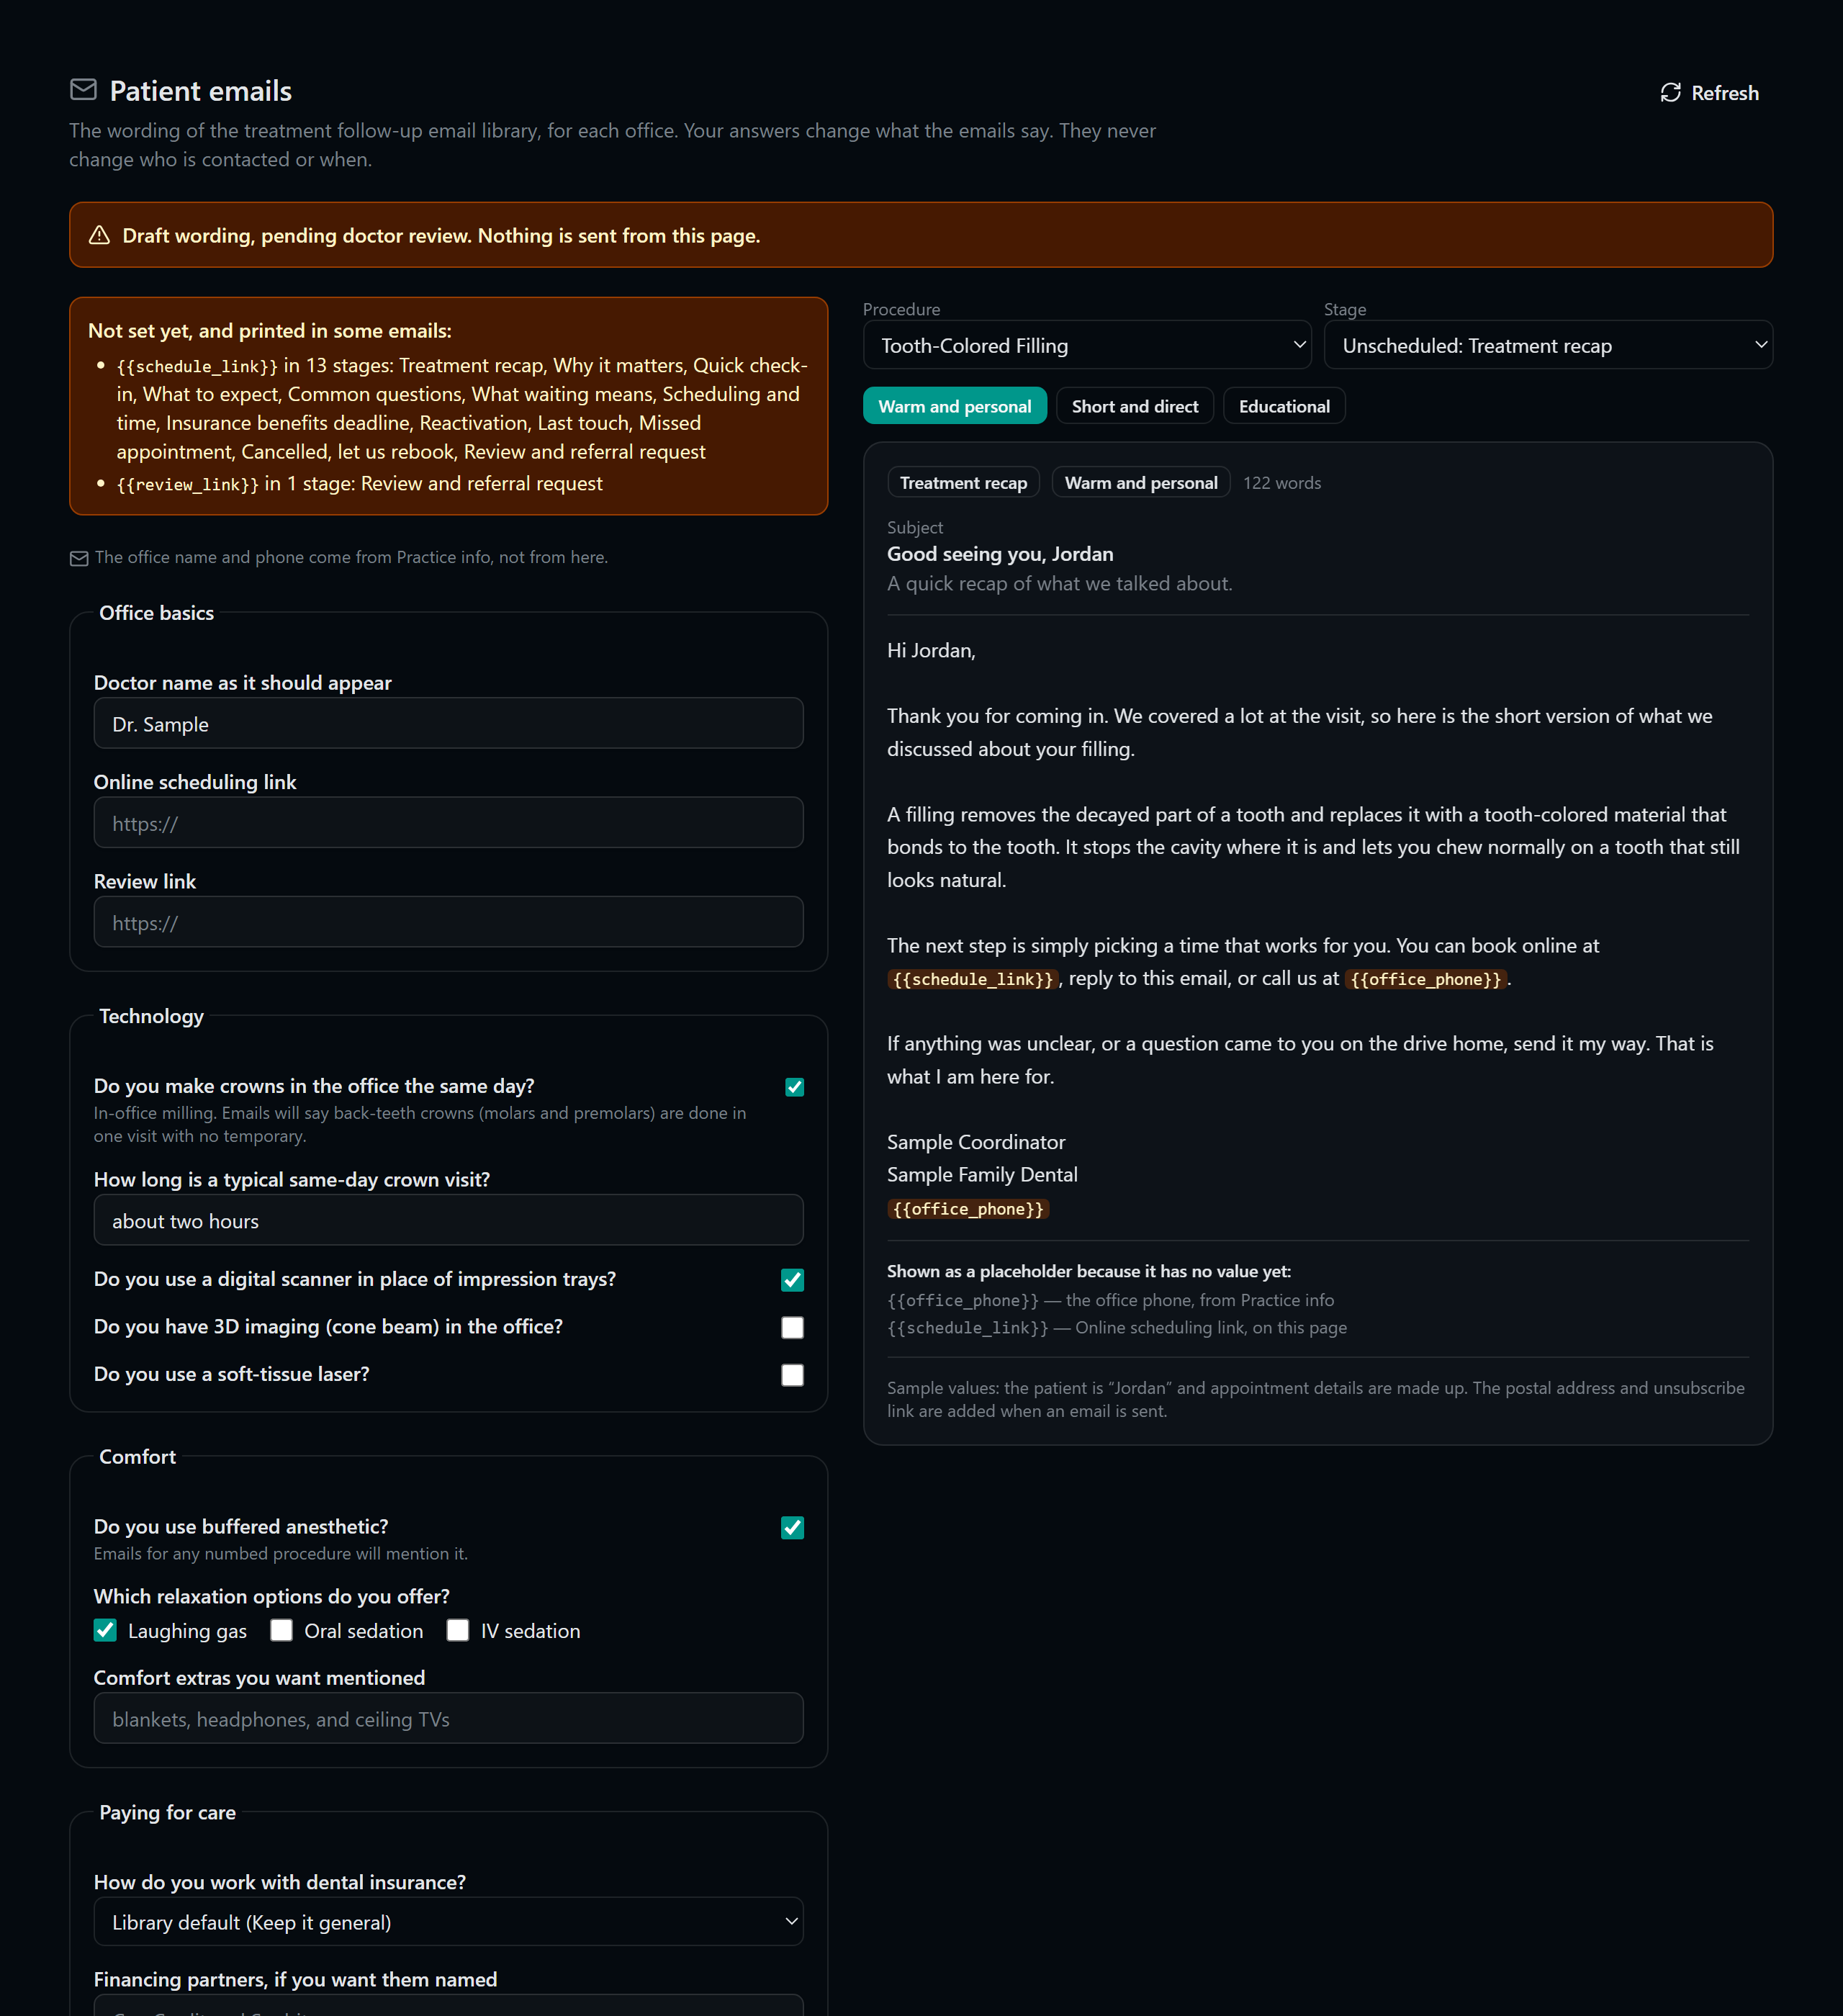 Patient emails
Refresh
The wording of the treatment follow-up email library, for each office. Your answers change what the emails say. They never
change who is contacted or when.
Draft wording, pending doctor review. Nothing is sent from this page.
Not set yet, and printed in some emails:
• {{schedule_link}} in 13 stages: Treatment recap, Why it matters, Quick check-
in, What to expect, Common questions, What waiting means, Scheduling and
time, Insurance benefits deadline, Reactivation, Last touch, Missed
appointment, Cancelled, let us rebook, Review and referral request
• {{review_link}} in 1 stage: Review and referral request
The office name and phone come from Practice info, not from here.
Office basics
Doctor name as it should appear
Dr. Sample
Online scheduling link
https://
Review link
https://
Technology
Do you make crowns in the office the same day?
In-office milling. Emails will say back-teeth crowns (molars and premolars) are done in
one visit with no temporary.
How long is a typical same-day crown visit?
about two hours
Do you use a digital scanner in place of impression trays?
Do you have 3D imaging (cone beam) in the office?
Do you use a soft-tissue laser?
Comfort
Do you use buffered anesthetic?
Emails for any numbed procedure will mention it.
Which relaxation options do you offer?
Laughing gas Oral sedation IV sedation
Comfort extras you want mentioned
blankets, headphones, and ceiling TVs
Paying for care
How do you work with dental insurance?
Library default (Keep it general)
Financing partners, if you want them named
Procedure
Tooth-Colored Filling
Stage
Unscheduled: Treatment recap
Warm and personal
Short and direct
Educational
Treatment recap Warm and personal 122 words
Subject
Good seeing you, Jordan
A quick recap of what we talked about.
Hi Jordan,
Thank you for coming in. We covered a lot at the visit, so here is the short version of what we
discussed about your filling.
A filling removes the decayed part of a tooth and replaces it with a tooth-colored material that
bonds to the tooth. It stops the cavity where it is and lets you chew normally on a tooth that still
looks natural.
The next step is simply picking a time that works for you. You can book online at
{{schedule_link}}, reply to this email, or call us at {{office_phone}}.
If anything was unclear, or a question came to you on the drive home, send it my way. That is
what I am here for.
Sample Coordinator
Sample Family Dental
{{office_phone}}
Shown as a placeholder because it has no value yet:
{{office_phone}} — the office phone, from Practice info
{{schedule_link}} — Online scheduling link, on this page
Sample values: the patient is “Jordan” and appointment details are made up. The postal address and unsubscribe
link are added when an email is sent.